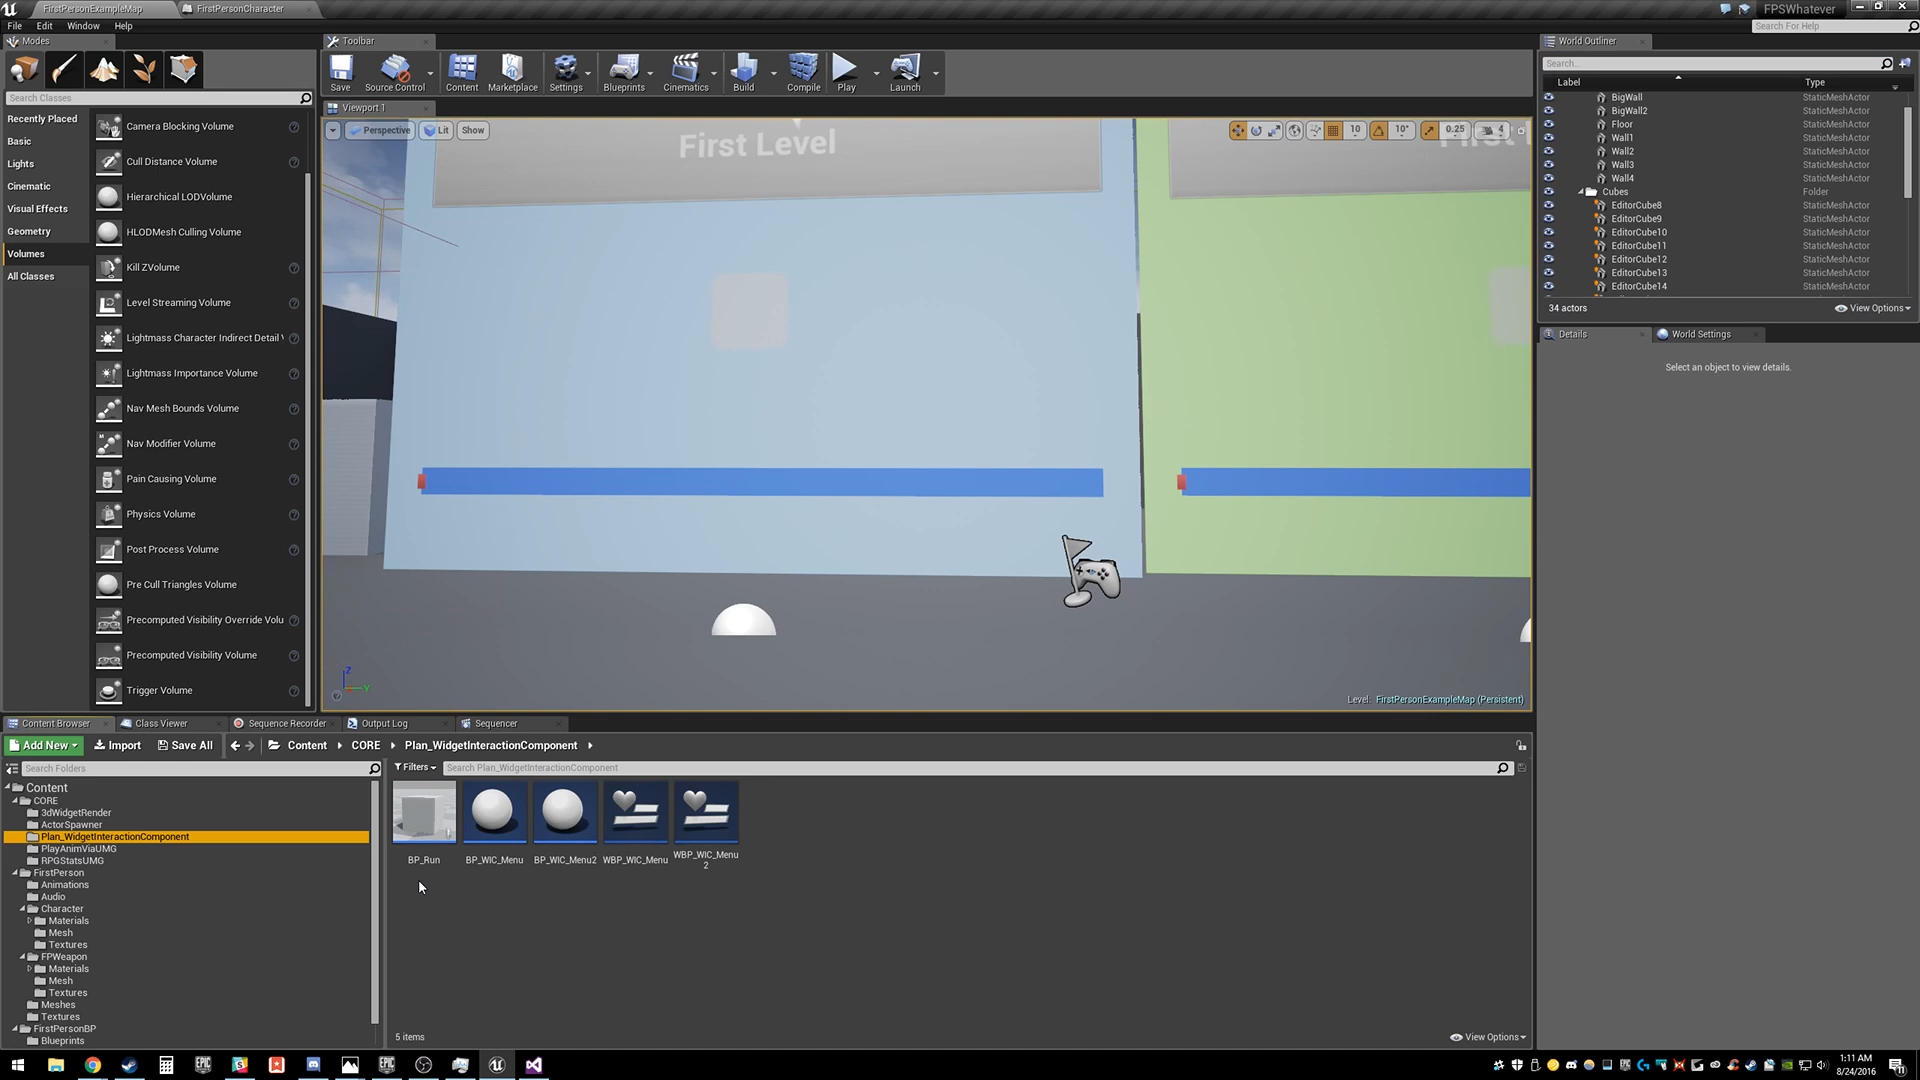 FirstPersonExampleMap
FirstPersonCharacter
FPSWhatever
File Edit Window Help
Search For Help
Modes
Toolbar
World Outliner
Save
Source Control
Content
Marketplace
Settings
Blueprints
Cinematics
Build
Compile
Play
Launch
Search Classes
Recently Placed
Basic
Lights
Cinematic
Visual Effects
Geometry
Volumes
All Classes
Camera Blocking Volume
Cull Distance Volume
Hierarchical LODVolume
HLODMesh Culling Volume
Kill ZVolume
Level Streaming Volume
Lightmass Character Indirect Detail
Lightmass Importance Volume
Nav Mesh Bounds Volume
Nav Modifier Volume
Pain Causing Volume
Physics Volume
Post Process Volume
Pre Cull Triangles Volume
Precomputed Visibility Override Volu
Precomputed Visibility Volume
Trigger Volume
Viewport 1
Perspective Lit Show
10 10° 0.25 4
First Level
Z
Y
Level: FirstPersonExampleMap (Persistent)
Search...
Label Type
BigWall StaticMeshActor
BigWall2 StaticMeshActor
Floor StaticMeshActor
Wall1 StaticMeshActor
Wall2 StaticMeshActor
Wall3 StaticMeshActor
Wall4 StaticMeshActor
Cubes Folder
EditorCube8 StaticMeshActor
EditorCube9 StaticMeshActor
EditorCube10 StaticMeshActor
EditorCube11 StaticMeshActor
EditorCube12 StaticMeshActor
EditorCube13 StaticMeshActor
EditorCube14 StaticMeshActor
34 actors View Options
Details World Settings
Select an object to view details.
Content Browser Class Viewer Sequence Recorder Output Log Sequencer
Add New Import Save All Content CORE Plan_WidgetInteractionComponent
Search Folders
Filters Search Plan_WidgetInteractionComponent
Content
CORE
3dWidgetRender
ActorSpawner
Plan_WidgetInteractionComponent
PlayAnimViaUMG
RPGStatsUMG
FirstPerson
Animations
Audio
Character
Materials
Mesh
Textures
FPWeapon
Materials
Mesh
Textures
Meshes
Textures
FirstPersonBP
Blueprints
BP_Run
BP_WIC_Menu
BP_WIC_Menu2
WBP_WIC_Menu
WBP_WIC_Menu
2
5 items View Options
EPIC
EPIC
1:11 AM
8/24/2016